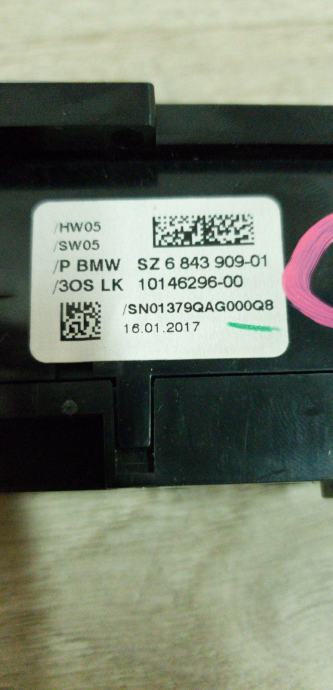 /HW05
/SW05
/P BMW SZ 6 843 909-01
/3OS LK 10146296-00
/SN01379QAG000Q8
16.01.2017